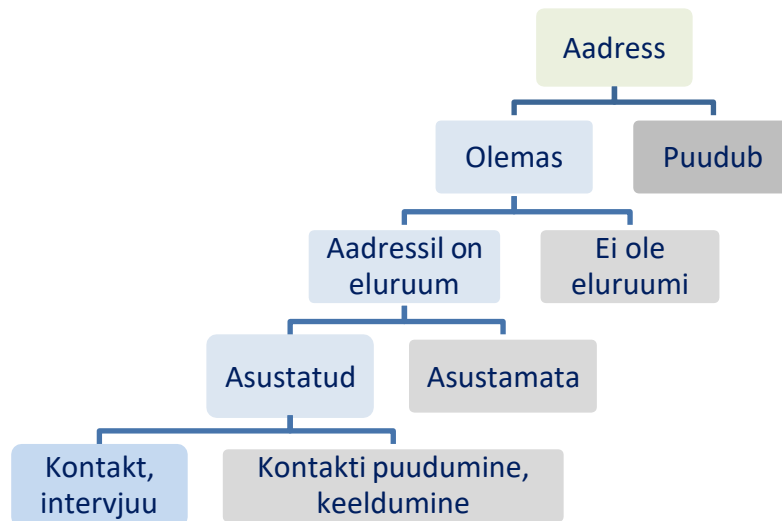 Aadress
Olemas
Puudub
Aadressil on
eluruum
Ei ole
eluruumi
Asustatud
Asustamata
Kontakt,
intervjuu
Kontakti puudumine,
keeldumine